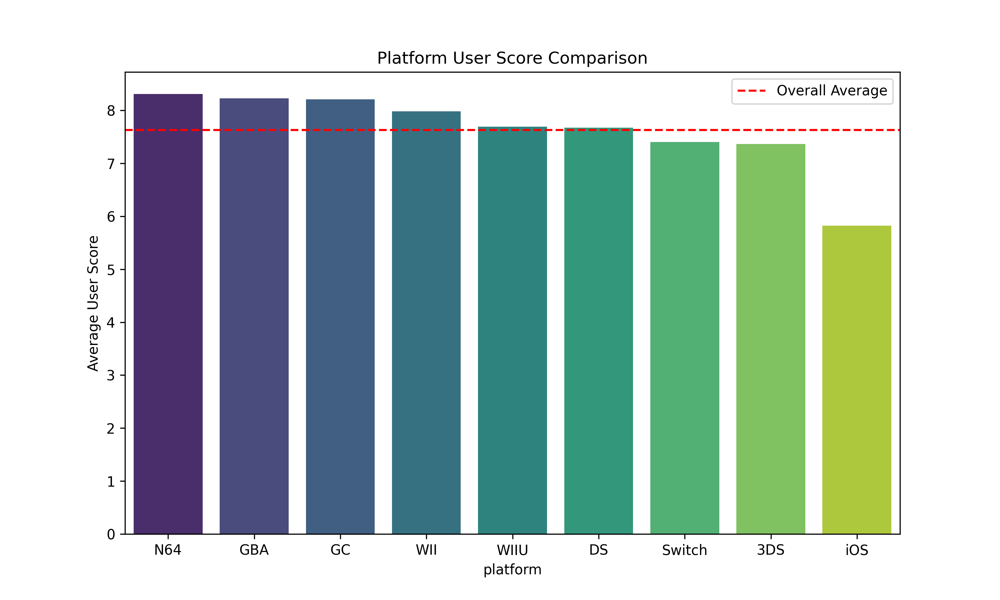 Platform User Score Comparison
Overall Average
Average User Score
8
7
6
5
4
3
2
1
0
N64 GBA GC WII WIIU DS Switch 3DS iOS
platform